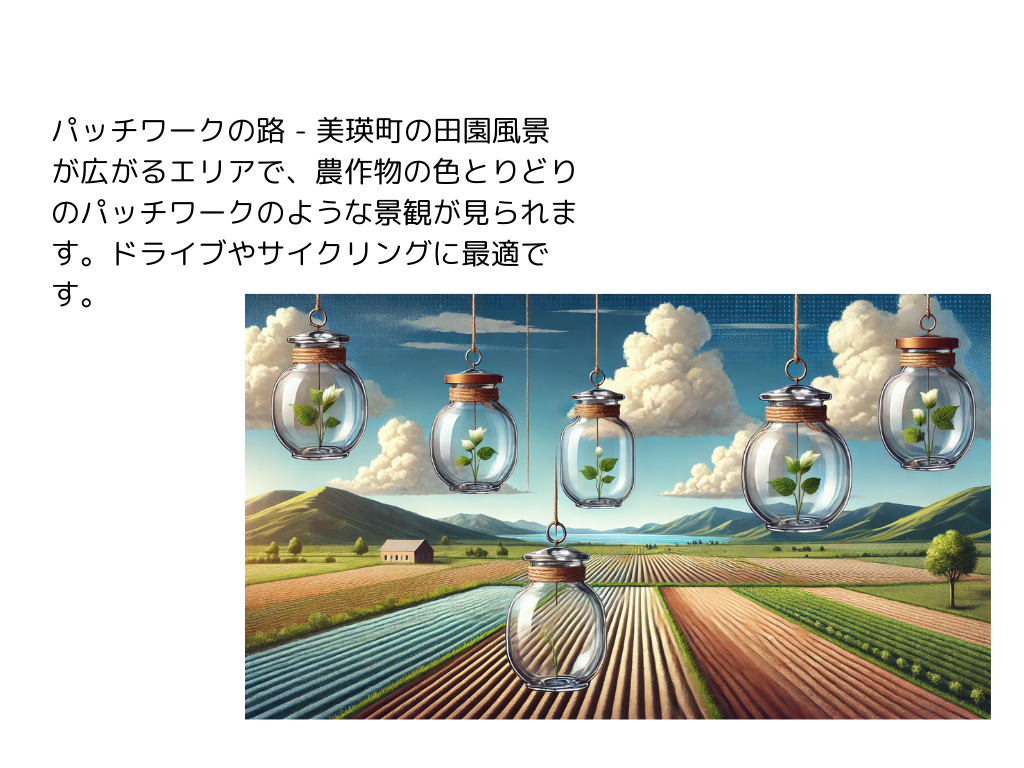 パッチワークの路 - 美瑛町の田園風景
が広がるエリアで、農作物の色とりどり
のパッチワークのような景観が見られま
す。ドライブやサイクリングに最適で
す。